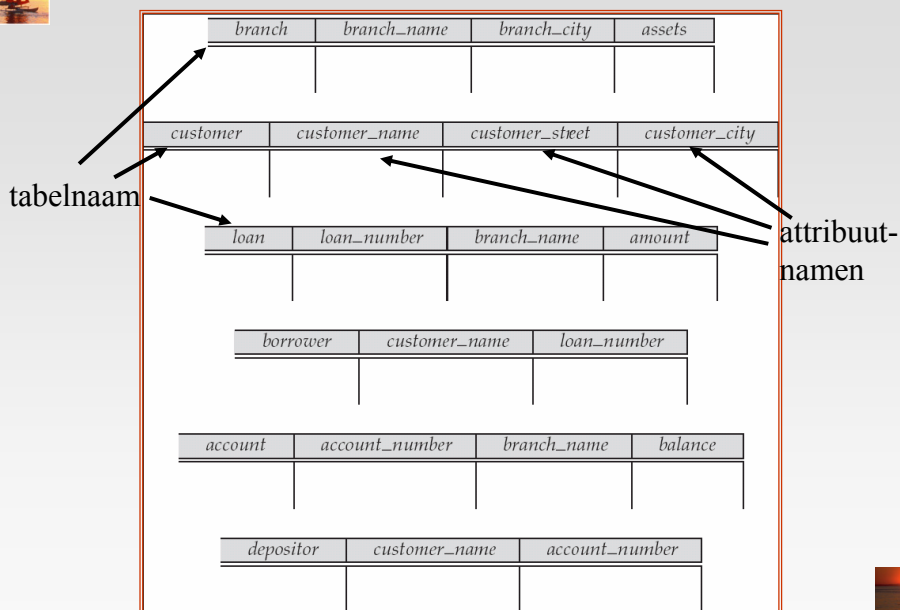 branch branch_name branch_city assets
customer customer_name customer_street customer_city
tabelnaam
loan loan_number branch_name amount
attribuut-
namen
borrower customer_name loan_number
account account_number branch_name balance
depositor customer_name account_number